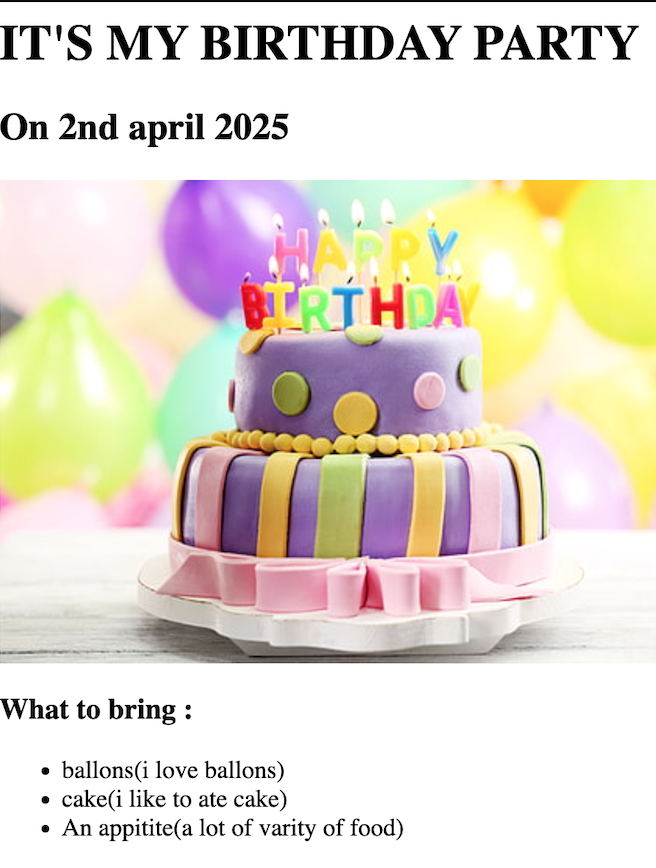 IT'S MY BIRTHDAY PARTY
On 2nd april 2025
HAPPY
BIRTHDAY
What to bring :
ballons(i love ballons)
cake(i like to ate cake)
An appitite(a lot of varity of food)